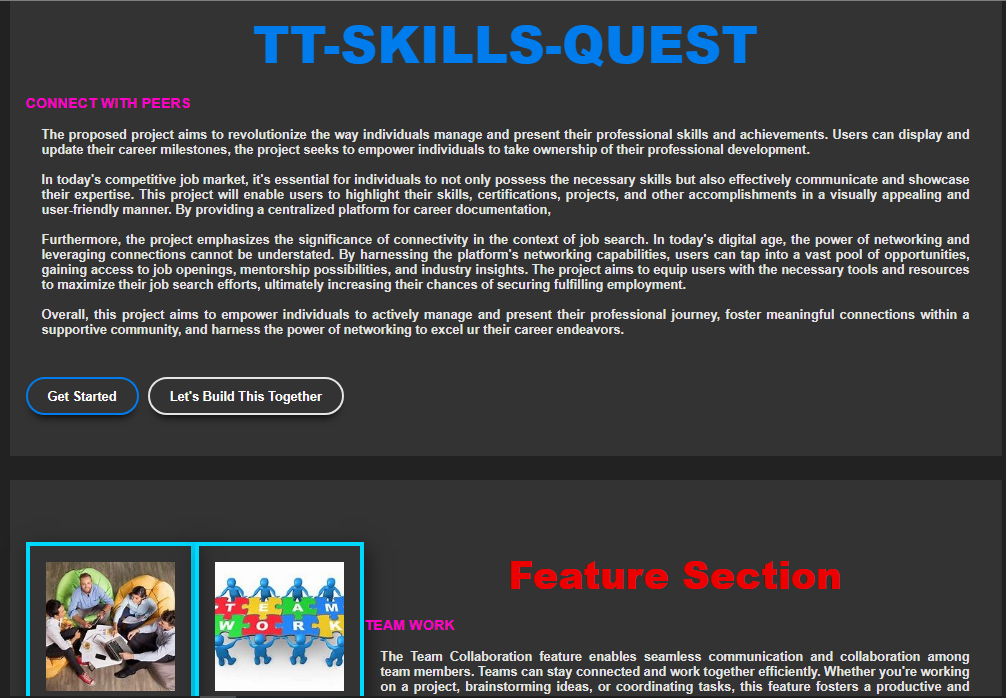 TT-SKILLS-QUEST
CONNECT WITH PEERS
The proposed project aims to revolutionize the way individuals manage and present their professional skills and achievements. Users can display and
update their career milestones, the project seeks to empower individuals to take ownership of their professional development.
In today's competitive job market, it's essential for individuals to not only possess the necessary skills but also effectively communicate and showcase
their expertise. This project will enable users to highlight their skills, certifications, projects, and other accomplishments in a visually appealing and
user-friendly manner. By providing a centralized platform for career documentation,
Furthermore, the project emphasizes the significance of connectivity in the context of job search. In today's digital age, the power of networking and
leveraging connections cannot be understated. By harnessing the platform's networking capabilities, users can tap into a vast pool of opportunities,
gaining access to job openings, mentorship possibilities, and industry insights. The project aims to equip users with the necessary tools and resources
to maximize their job search efforts, ultimately increasing their chances of securing fulfilling employment.
Overall, this project aims to empower individuals to actively manage and present their professional journey, foster meaningful connections within a
supportive community, and harness the power of networking to excel ur their career endeavors.
Get Started
Let's Build This Together
TEAM
WORK
Feature Section
TEAM WORK
The Team Collaboration feature enables seamless communication and collaboration among
team members. Teams can stay connected and work together efficiently. Whether you're working
on a project, brainstorming ideas, or coordinating tasks, this feature fosters a productive and